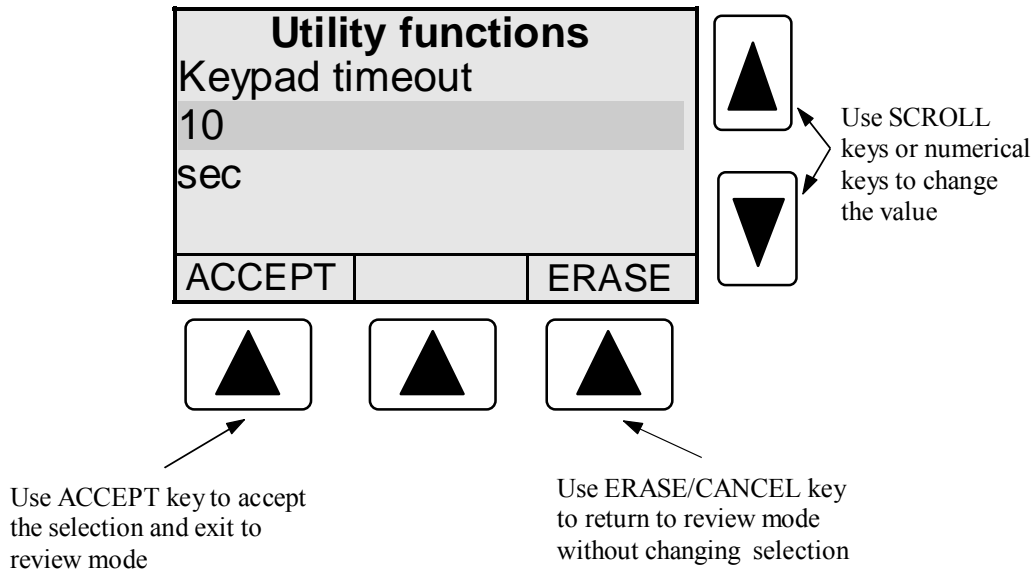 Utility functions
Keypad timeout
10
sec
ACCEPT
ERASE
Use SCROLL
keys or numerical
keys to change
the value
Use ACCEPT key to accept
the selection and exit to
review mode
Use ERASE/CANCEL key
to return to review mode
without changing selection